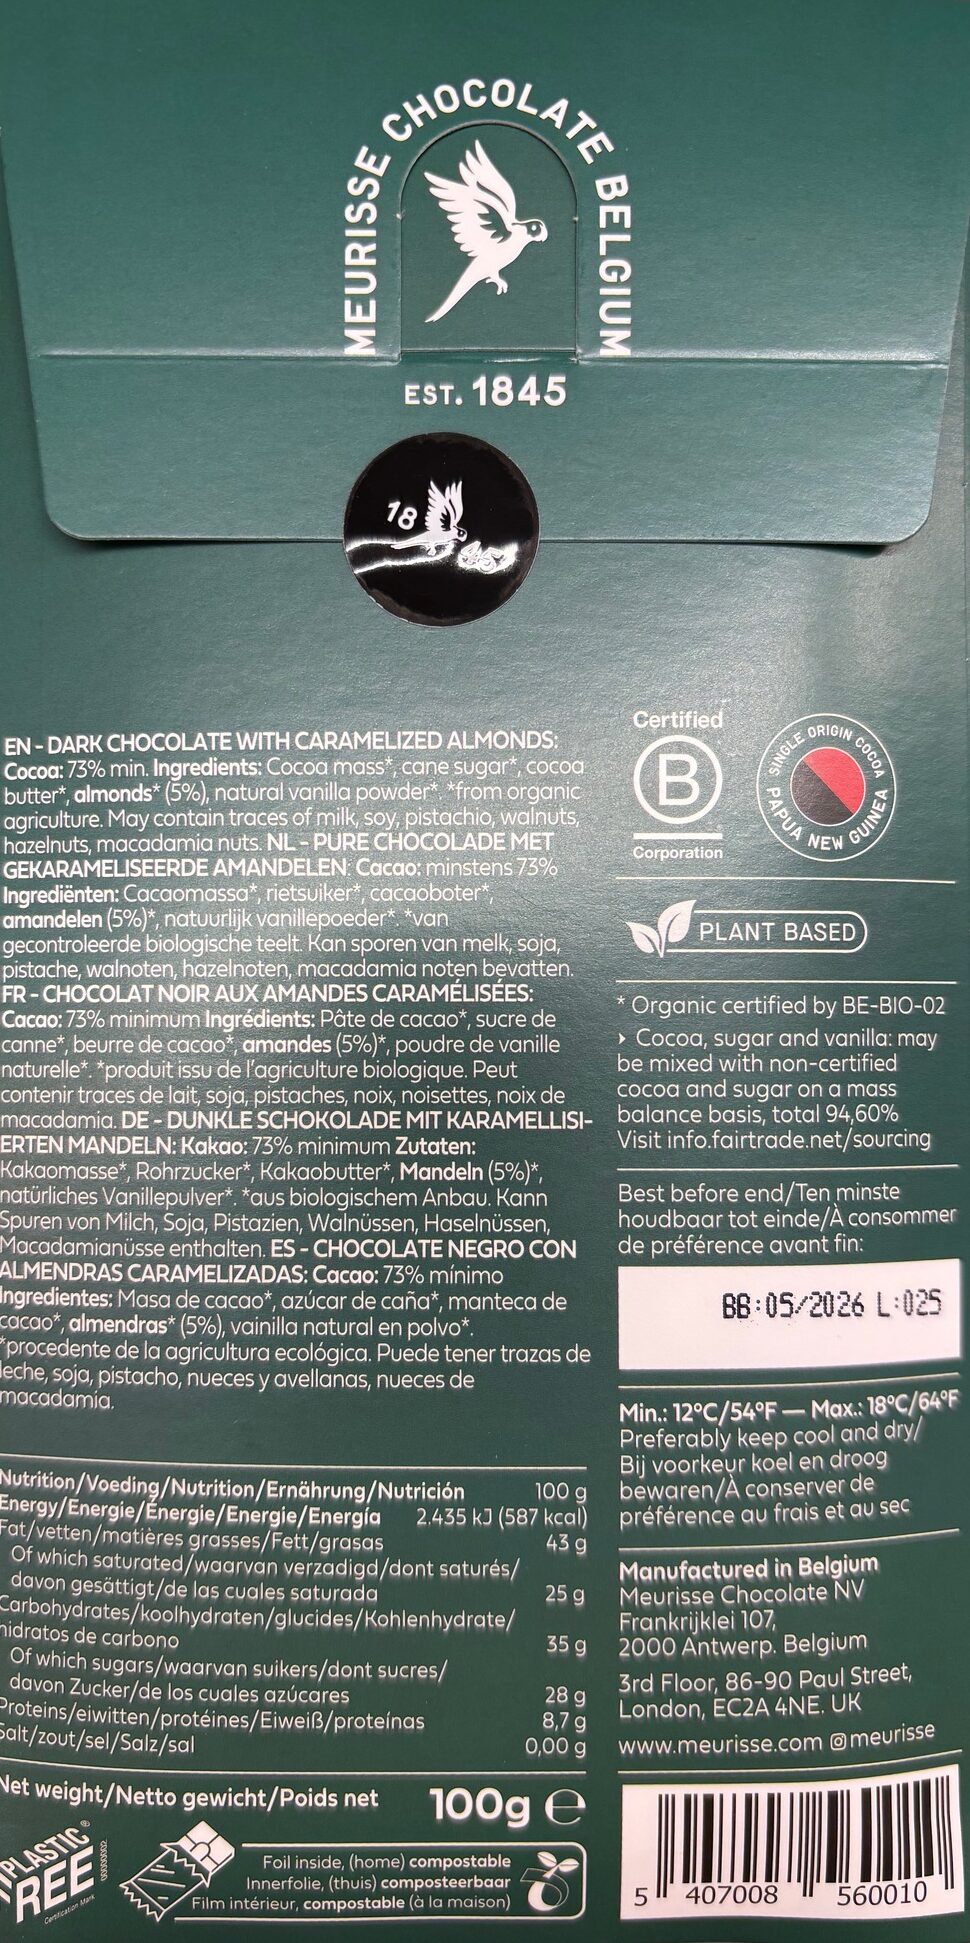 MEURISSE CHOCOLATE BELGIUM
EST. 1845
18
45
EN - DARK CHOCOLATE WITH CARAMELIZED ALMONDS:
Cocoa: 73% min. Ingredients: Cocoa mass*, cane sugar*, cocoa
butter*, almonds* (5%), natural vanilla powder*. *from organic
agriculture. May contain traces of milk, soy, pistachio, walnuts,
hazelnuts, macadamia nuts. NL - PURE CHOCOLADE MET
GEKARAMELISEERDE AMANDELEN: Cacao: minstens 73%
Ingrediënten: Cacaomassa*, rietsuiker*, cacaoboter*,
amandelen (5%)*, natuurlijk vanillepoeder*. *van
gecontroleerde biologische teelt. Kan sporen van melk, soja,
pistache, walnoten, hazelnoten, macadamia noten bevatten.
FR - CHOCOLAT NOIR AUX AMANDES CARAMÉLISÉES:
Cacao: 73% minimum Ingrédients: Pâte de cacao*, sucre de
canne*, beurre de cacao*, amandes (5%)*, poudre de vanille
naturelle*. *produit issu de l'agriculture biologique. Peut
contenir traces de lait, soja, pistaches, noix, noisettes, noix de
macadamia. DE - DUNKLE SCHOKOLADE MIT KARAMELLISI-
ERTEN MANDELN: Kakao: 73% minimum Zutaten:
Kakaomasse*, Rohrzucker*, Kakaobutter*, Mandeln (5%)*,
natürliches Vanillepulver*. *aus biologischem Anbau. Kann
Spuren von Milch, Soja, Pistazien, Walnüssen, Haselnüssen,
Macadamianüsse enthalten. ES - CHOCOLATE NEGRO CON
ALMENDRAS CARAMELIZADAS: Cacao: 73% mínimo
Ingredientes: Masa de cacao*, azúcar de caña*, manteca de
cacao*, almendras* (5%), vainilla natural en polvo*.
*procedente de la agricultura ecológica. Puede tener trazas de
leche, soja, pistacho, nueces y avellanas, nueces de
macadamia.
Nutrition/Voeding/Nutrition/Ernährung/Nutrición 100 g
Energy/Energie/Énergie/Energie/Energía 2.435 kJ (587 kcal)
Fat/vetten/matières grasses/Fett/grasas 43 g
Of which saturated/waarvan verzadigd/dont saturés/
davon gesättigt/de las cuales saturada 25 g
Carbohydrates/koolhydraten/glucides/Kohlenhydrate/
hidratos de carbono 35 g
Of which sugars/waarvan suikers/dont sucres/
davon Zucker/de los cuales azúcares 28 g
Proteins/eiwitten/protéines/Eiweiß/proteínas 8,7 g
Salt/zout/sel/Salz/sal 0,00 g
Net weight/Netto gewicht/Poids net 100g ℮
PLASTIC®
FREE
Certification Mark
Foil inside, (home) compostable
Innerfolie, (thuis) composteerbaar
Film intérieur, compostable (à la maison)
Certified
B
Corporation
SINGLE ORIGIN COCOA
PAPUA NEW GUINEA
PLANT BASED
* Organic certified by BE-BIO-02
‣ Cocoa, sugar and vanilla: may
be mixed with non-certified
cocoa and sugar on a mass
balance basis, total 94,60%
Visit info.fairtrade.net/sourcing
Best before end/Ten minste
houdbaar tot einde/À consommer
de préférence avant fin:
BB:05/2026 L:025
Min.: 12°C/54°F — Max.: 18°C/64°F
Preferably keep cool and dry/
Bij voorkeur koel en droog
bewaren/À conserver de
préférence au frais et au sec
Manufactured in Belgium
Meurisse Chocolate NV
Frankrijklei 107,
2000 Antwerp. Belgium
3rd Floor, 86-90 Paul Street,
London, EC2A 4NE. UK
www.meurisse.com @meurisse
5 407008 560010